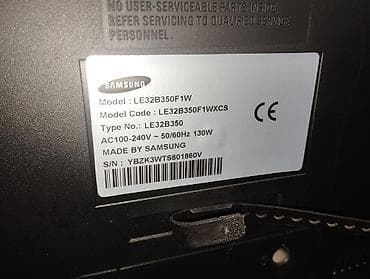 NO USER-SERVICEABLE PARTS INSIDE.
REFER SERVICING TO QUALIFIED SERVICE
PERSONNEL.
SAMSUNG
Model : LE32B350F1W
Model Code : LE32B350F1WXCS
Type No.: LE32B350
AC100-240V ~ 50/60Hz 130W
MADE BY SAMSUNG
S/N : YBZK3WTS601860V
CE